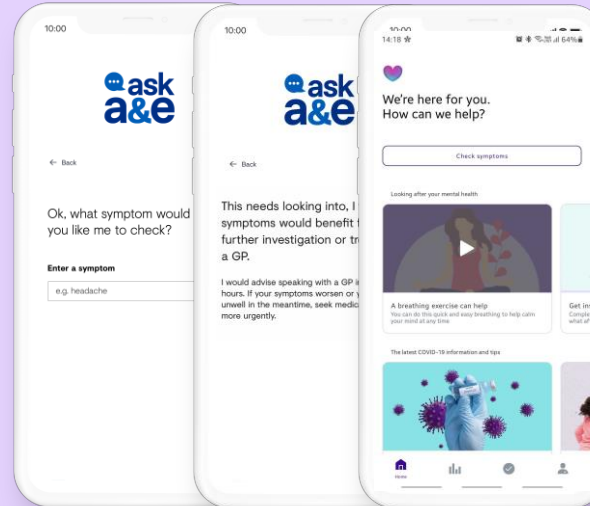 10:00
ask
a&e
← Back
Ok, what symptom would
you like me to check?
Enter a symptom
e.g. headache
10:00
ask
a&e
← Back
This needs looking into, I
symptoms would benefit
further investigation or
a GP.
I would advise speaking with a GP
hours. If your symptoms worsen or
unwell in the meantime, seek
more urgently.
10:00
14:18
64%
We're here for you.
How can we help?
Check symptoms
Looking after your mental health
A breathing exercise can help
You can do this quick and easy breathing to help calm
your mind at any time
Get
what
The latest COVID-19 information and tips
Home